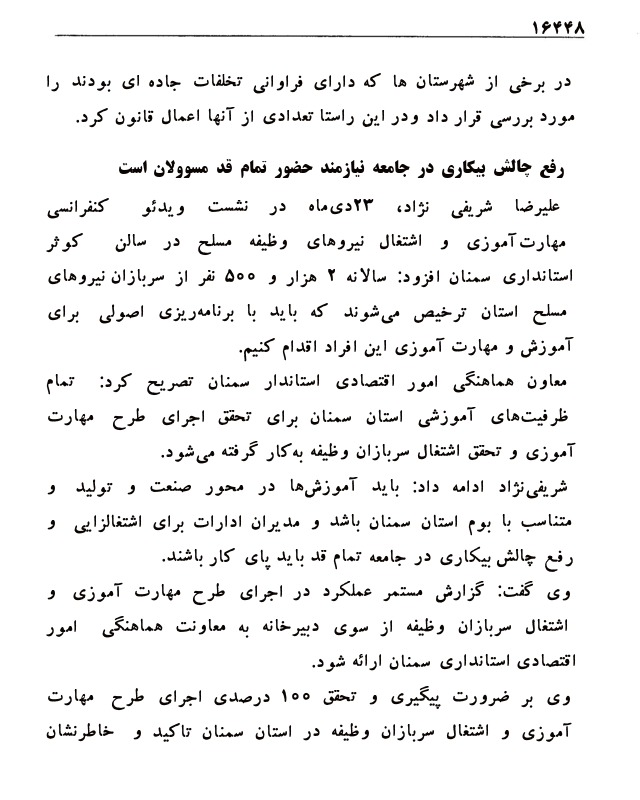 ۱۶۴۴۸
در برخی از شهرستان ها که دارای فراوانی تخلفات جاده ای بودند را
مورد بررسی قرار داد ودر این راستا تعدادی از آنها اعمال قانون کرد.
رفع چالش بیکاری در جامعه نیازمند حضور تمام قد مسوولان است
علیرضا شریفی نژاد، ۲۳دی‌ماه در نشست ویدئو کنفرانسی
مهارت‌آموزی و اشتغال نیروهای وظیفه مسلح در سالن کوثر
استانداری سمنان افزود: سالانه ۲ هزار و ۵۰۰ نفر از سربازان نیروهای
مسلح استان ترخیص می‌شوند که باید با برنامه‌ریزی اصولی برای
آموزش و مهارت آموزی این افراد اقدام کنیم.
معاون هماهنگی امور اقتصادی استاندار سمنان تصریح کرد: تمام
ظرفیت‌های آموزشی استان سمنان برای تحقق اجرای طرح مهارت
آموزی و تحقق اشتغال سربازان وظیفه به‌کار گرفته می‌شود.
شریفی‌نژاد ادامه داد: باید آموزش‌ها در محور صنعت و تولید و
متناسب با بوم استان سمنان باشد و مدیران ادارات برای اشتغالزایی و
رفع چالش بیکاری در جامعه تمام قد باید پای کار باشند.
وی گفت: گزارش مستمر عملکرد در اجرای طرح مهارت آموزی و
اشتغال سربازان وظیفه از سوی دبیرخانه به معاونت هماهنگی امور
اقتصادی استانداری سمنان ارائه شود.
وی بر ضرورت پیگیری و تحقق ۱۰۰ درصدی اجرای طرح مهارت
آموزی و اشتغال سربازان وظیفه در استان سمنان تاکید و خاطرنشان